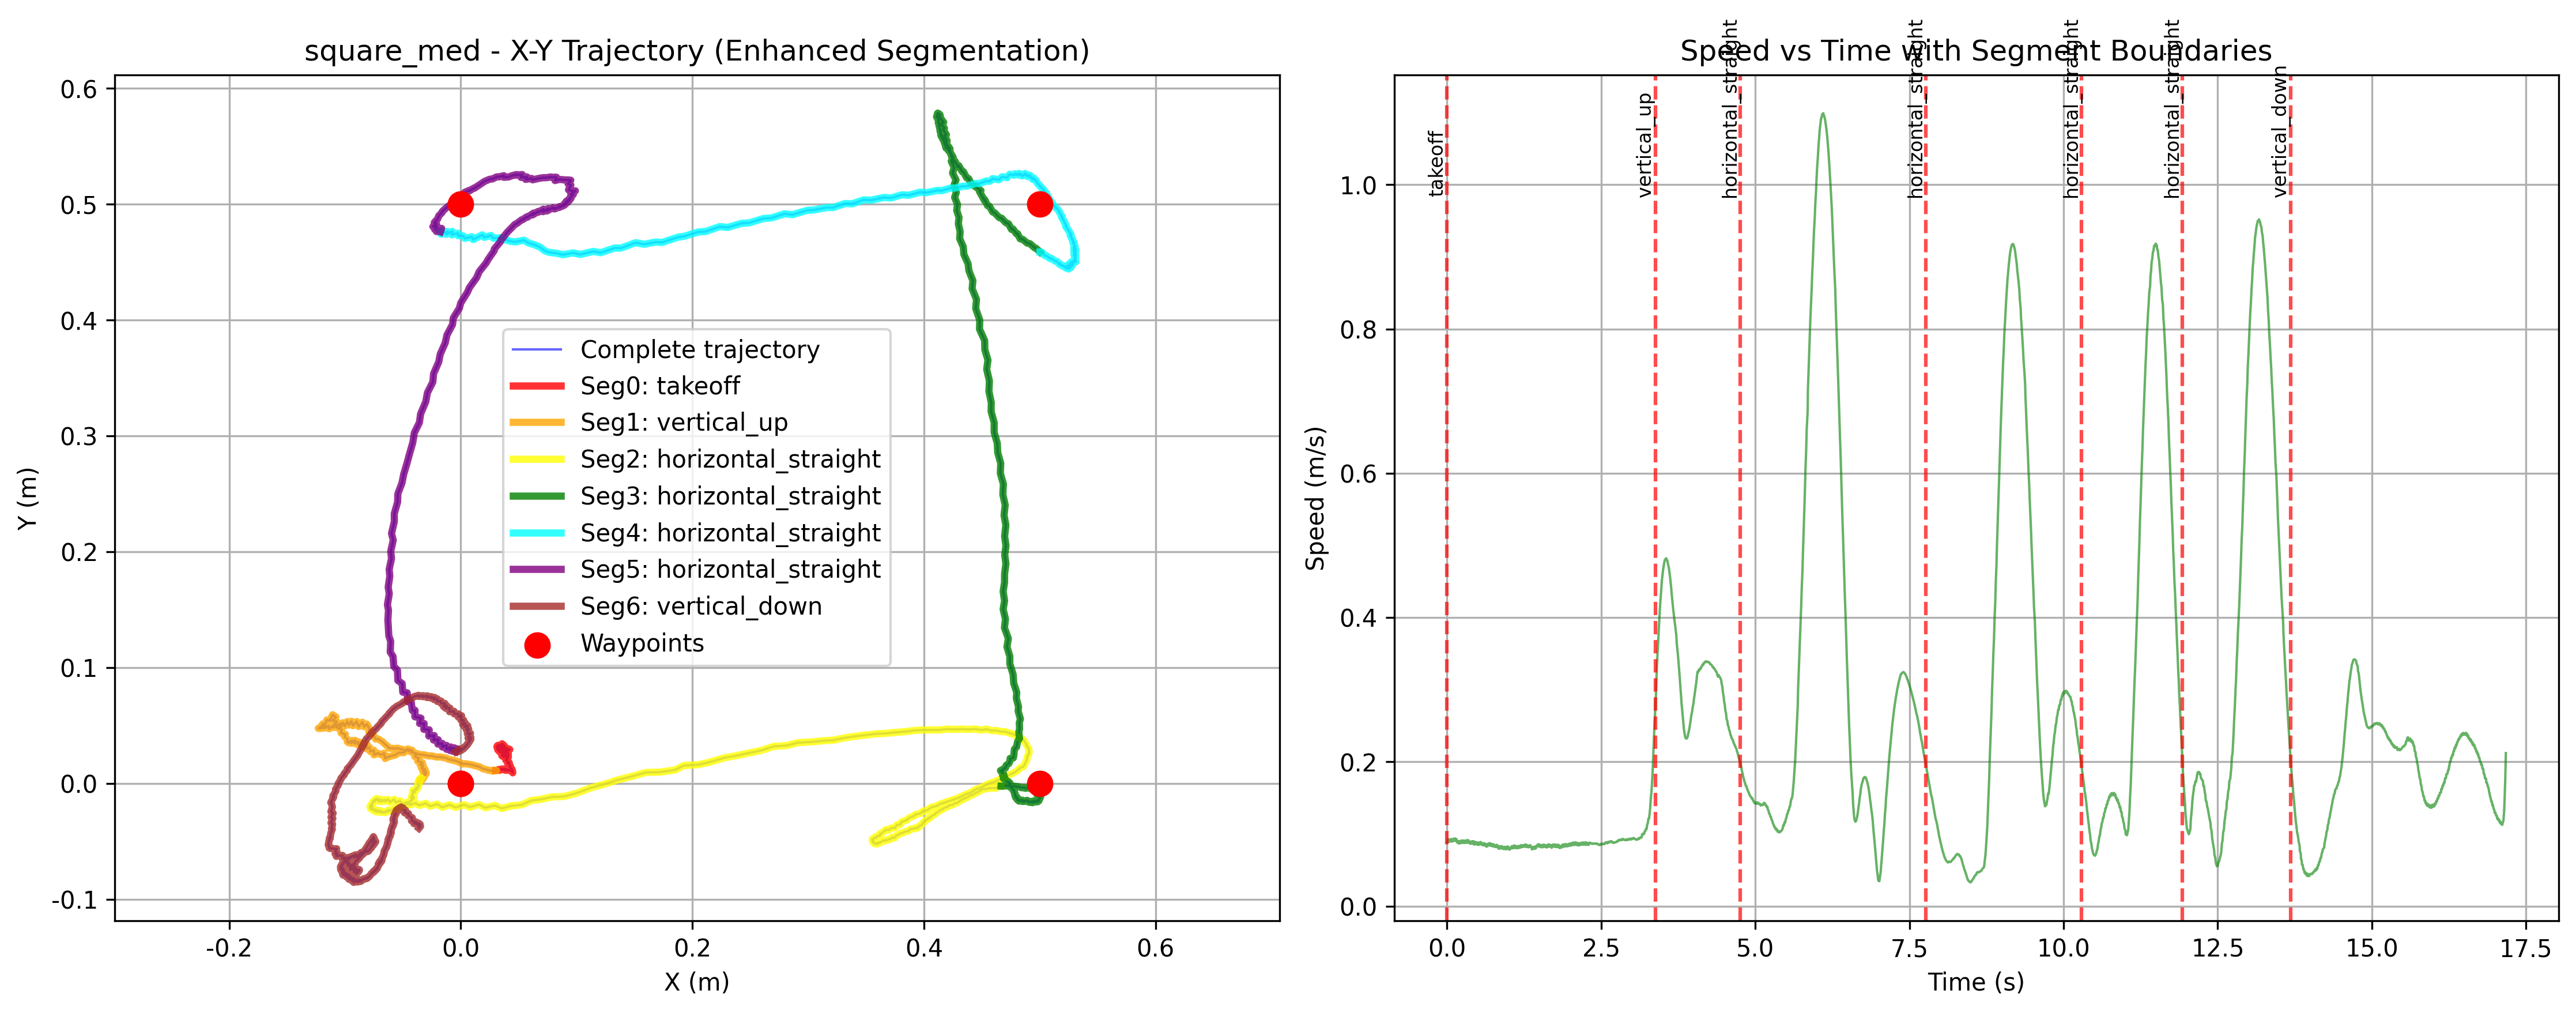 square_med - X-Y Trajectory (Enhanced Segmentation)
0.6
0.5
0.4
0.3
0.2
0.1
0.0
-0.1
Y (m)
-0.2
0.0
0.2
0.4
0.6
X (m)
Complete trajectory
Seg0: takeoff
Seg1: vertical_up
Seg2: horizontal_straight
Seg3: horizontal_straight
Seg4: horizontal_straight
Seg5: horizontal_straight
Seg6: vertical_down
Waypoints
Speed vs Time with Segment Boundaries
takeoff
vertical_up
horizontal_straight
horizontal_straight
horizontal_straight
horizontal_straight
vertical_down
1.0
0.8
0.6
0.4
0.2
0.0
Speed (m/s)
0.0
2.5
5.0
7.5
10.0
12.5
15.0
17.5
Time (s)